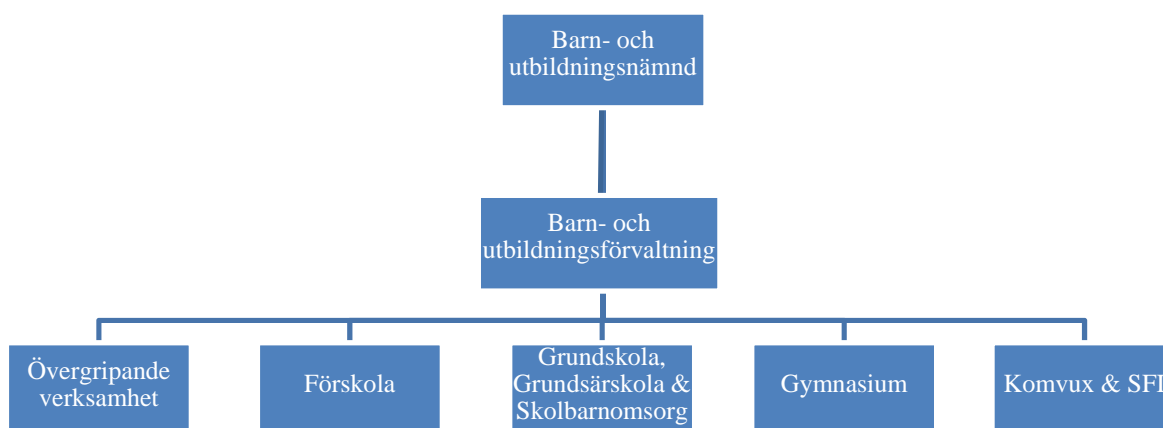 Barn- och
utbildningsnämnd
Barn- och
utbildningsförvaltning
Övergripande
verksamhet
Förskola
Grundskola,
Grundsärskola &
Skolbarnomsorg
Gymnasium
Komvux & SFI